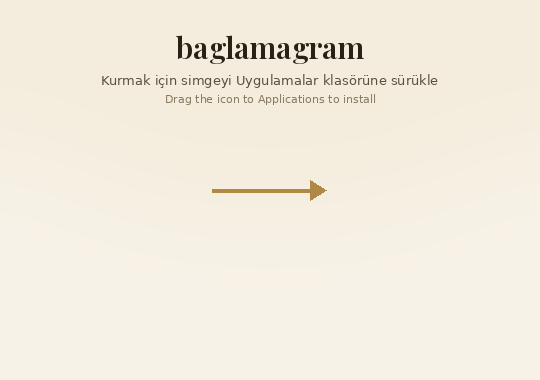 baglamagram
Kurmak için simgeyi Uygulamalar klasörüne sürükle
Drag the icon to Applications to install